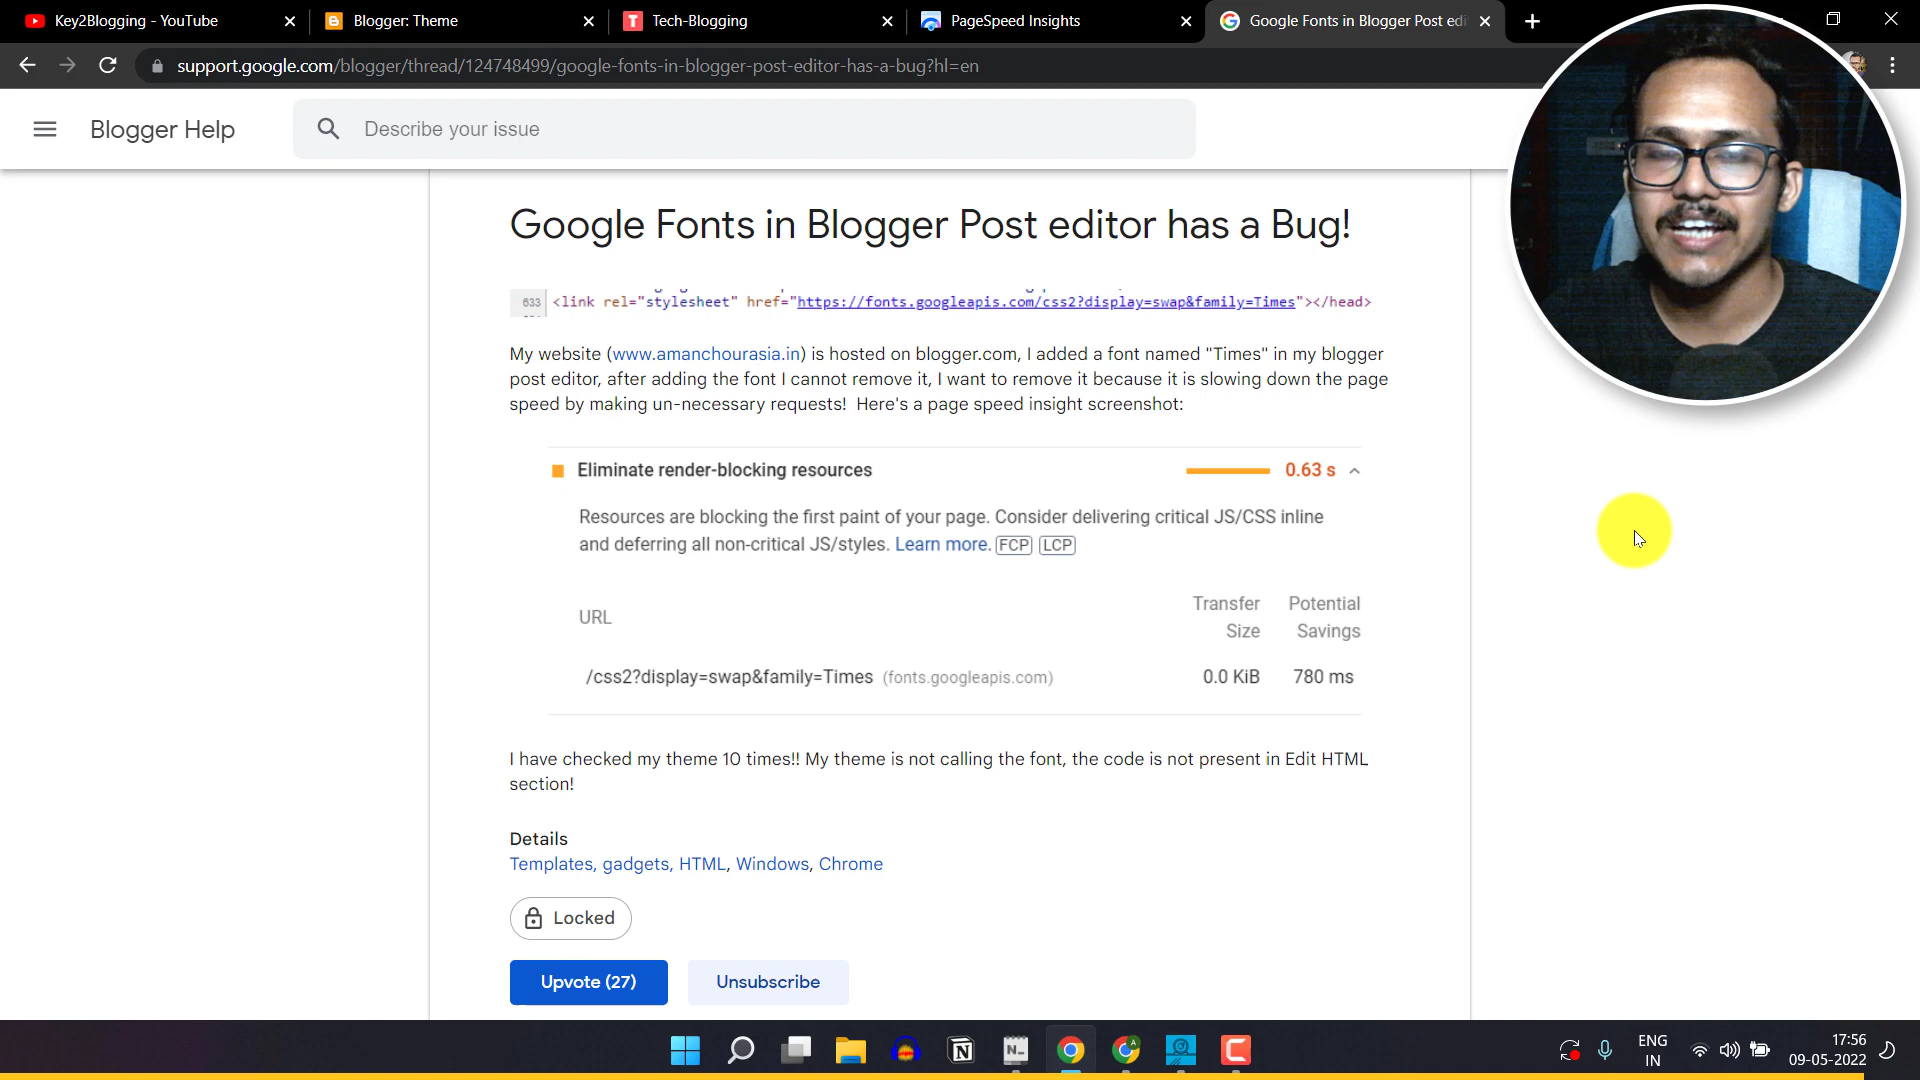 Key2Blogging - YouTube
Blogger: Theme
Tech-Blogging
PageSpeed Insights
Google Fonts in Blogger Post edi
support.google.com/blogger/thread/124748499/google-fonts-in-blogger-post-editor-has-a-bug?hl=en
Blogger Help
Describe your issue
Google Fonts in Blogger Post editor has a Bug!
633 <link rel="stylesheet" href="https://fonts.googleapis.com/css2?display=swap&family=Times"></head>
My website (www.amanchourasia.in) is hosted on blogger.com, I added a font named "Times" in my blogger
post editor, after adding the font I cannot remove it, I want to remove it because it is slowing down the page
speed by making un-necessary requests!  Here's a page speed insight screenshot:
Eliminate render-blocking resources 0.63 s
Resources are blocking the first paint of your page. Consider delivering critical JS/CSS inline
and deferring all non-critical JS/styles. Learn more. FCP LCP
URL
Transfer Size
Potential Savings
/css2?display=swap&family=Times (fonts.googleapis.com) 0.0 KiB 780 ms
I have checked my theme 10 times!! My theme is not calling the font, the code is not present in Edit HTML
section!
Details
Templates, gadgets, HTML, Windows, Chrome
Locked
Upvote (27)
Unsubscribe
ENG
IN
17:56
09-05-2022